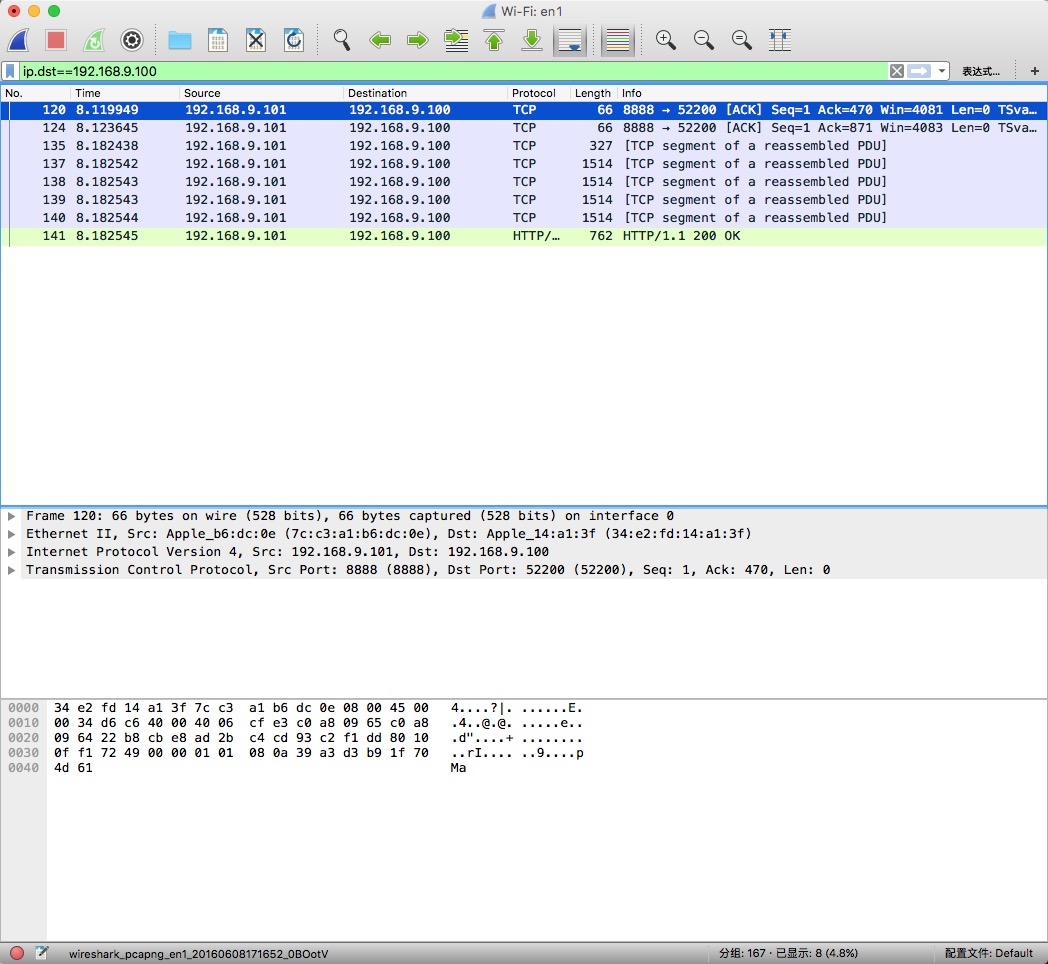 Wi-Fi: en1
ip.dst==192.168.9.100 表达式… +
No. Time Source Destination Protocol Length Info
120 8.119949 192.168.9.101 192.168.9.100 TCP 66 8888 → 52200 [ACK] Seq=1 Ack=470 Win=4081 Len=0 TSva…
124 8.123645 192.168.9.101 192.168.9.100 TCP 66 8888 → 52200 [ACK] Seq=1 Ack=871 Win=4083 Len=0 TSva…
135 8.182438 192.168.9.101 192.168.9.100 TCP 327 [TCP segment of a reassembled PDU]
137 8.182542 192.168.9.101 192.168.9.100 TCP 1514 [TCP segment of a reassembled PDU]
138 8.182543 192.168.9.101 192.168.9.100 TCP 1514 [TCP segment of a reassembled PDU]
139 8.182543 192.168.9.101 192.168.9.100 TCP 1514 [TCP segment of a reassembled PDU]
140 8.182544 192.168.9.101 192.168.9.100 TCP 1514 [TCP segment of a reassembled PDU]
141 8.182545 192.168.9.101 192.168.9.100 HTTP/… 762 HTTP/1.1 200 OK
Frame 120: 66 bytes on wire (528 bits), 66 bytes captured (528 bits) on interface 0
Ethernet II, Src: Apple_b6:dc:0e (7c:c3:a1:b6:dc:0e), Dst: Apple_14:a1:3f (34:e2:fd:14:a1:3f)
Internet Protocol Version 4, Src: 192.168.9.101, Dst: 192.168.9.100
Transmission Control Protocol, Src Port: 8888 (8888), Dst Port: 52200 (52200), Seq: 1, Ack: 470, Len: 0
0000 34 e2 fd 14 a1 3f 7c c3 a1 b6 dc 0e 08 00 45 00 4....?|. ......E.
0010 00 34 d6 c6 40 00 40 06 cf e3 c0 a8 09 65 c0 a8 .4..@.@. .....e..
0020 09 64 22 b8 cb e8 ad 2b c4 cd 93 c2 f1 dd 80 10 .d"....+ ........
0030 0f f1 72 49 00 00 01 01 08 0a 39 a3 d3 b9 1f 70 ..rI.... ..9....p
0040 4d 61 Ma
wireshark_pcapng_en1_20160608171652_0BOotV 分组: 167 · 已显示: 8 (4.8%) 配置文件: Default